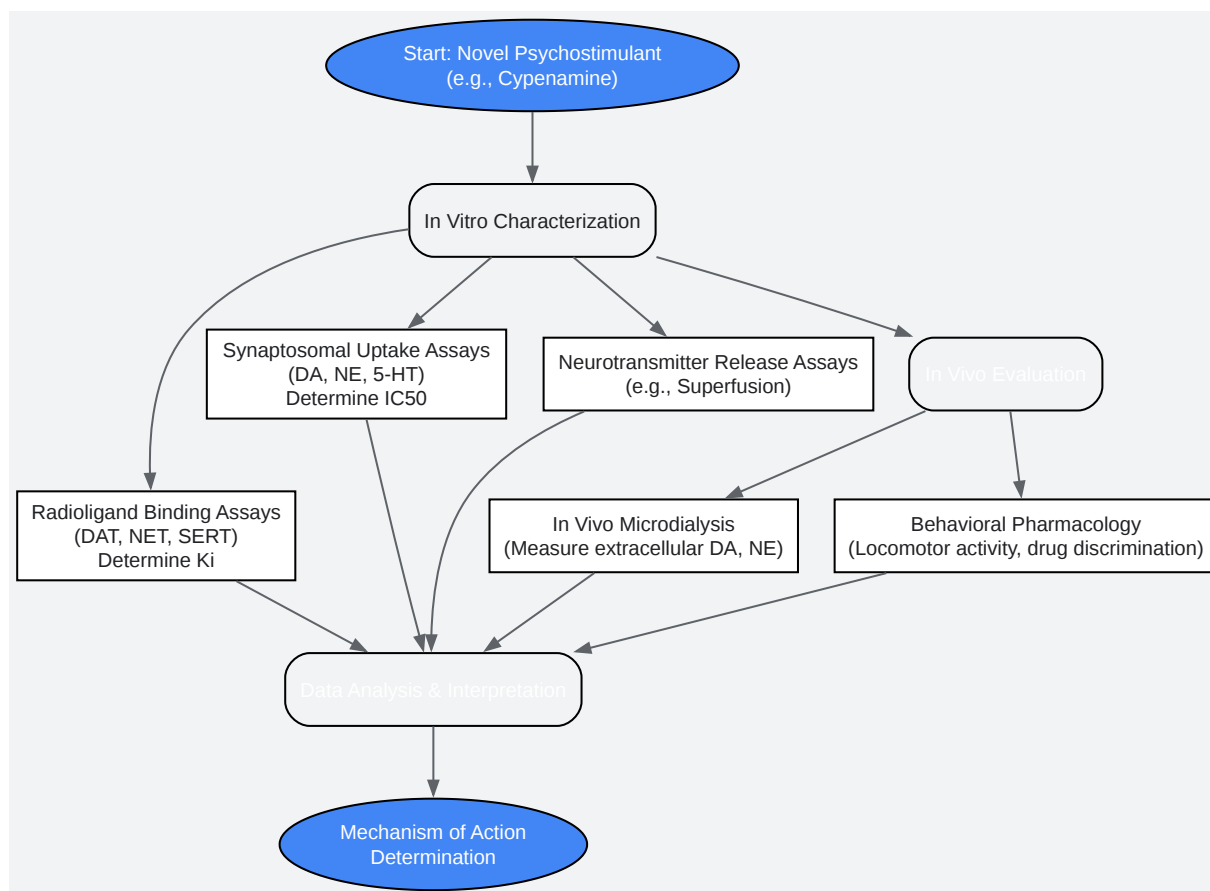 Start: Novel Psychostimulant
(e.g., Cypenamine)
In Vitro Characterization
Synaptosomal Uptake Assays
(DA, NE, 5-HT)
Determine IC50
Neurotransmitter Release Assays
(e.g., Superfusion)
In Vivo Evaluation
Radioligand Binding Assays
(DAT, NET, SERT)
Determine Ki
In Vivo Microdialysis
(Measure extracellular DA, NE)
Behavioral Pharmacology
(Locomotor activity, drug discrimination)
Data Analysis & Interpretation
Mechanism of Action
Determination